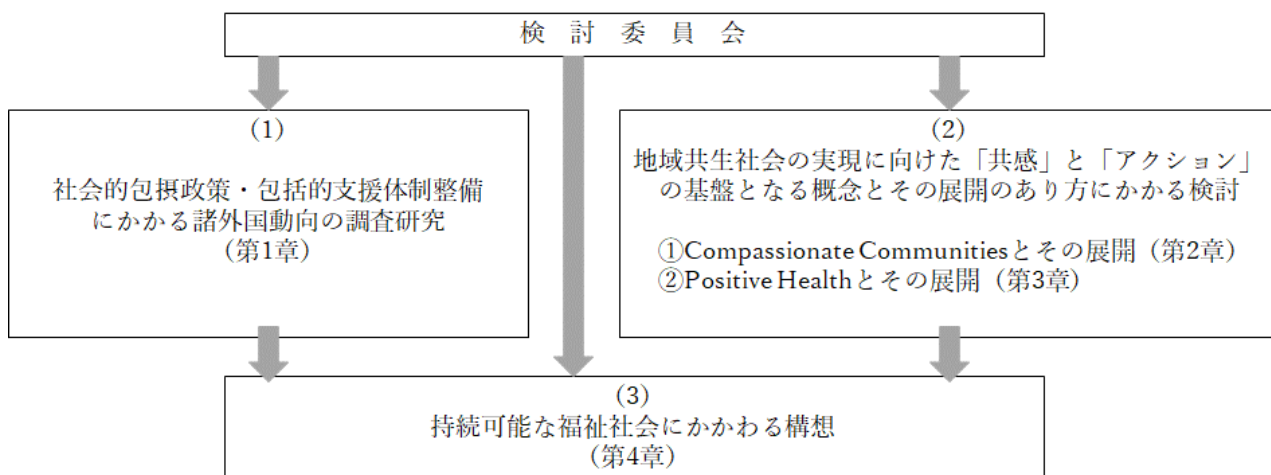 検討委員会
(1)
社会的包摂政策・包括的支援体制整備
にかかる諸外国動向の調査研究
(第1章)
(2)
地域共生社会の実現に向けた「共感」と「アクション」
の基盤となる概念とその展開のあり方にかかる検討
①Compassionate Communitiesとその展開（第2章）
②Positive Healthとその展開（第3章）
(3)
持続可能な福祉社会にかかわる構想
(第4章)